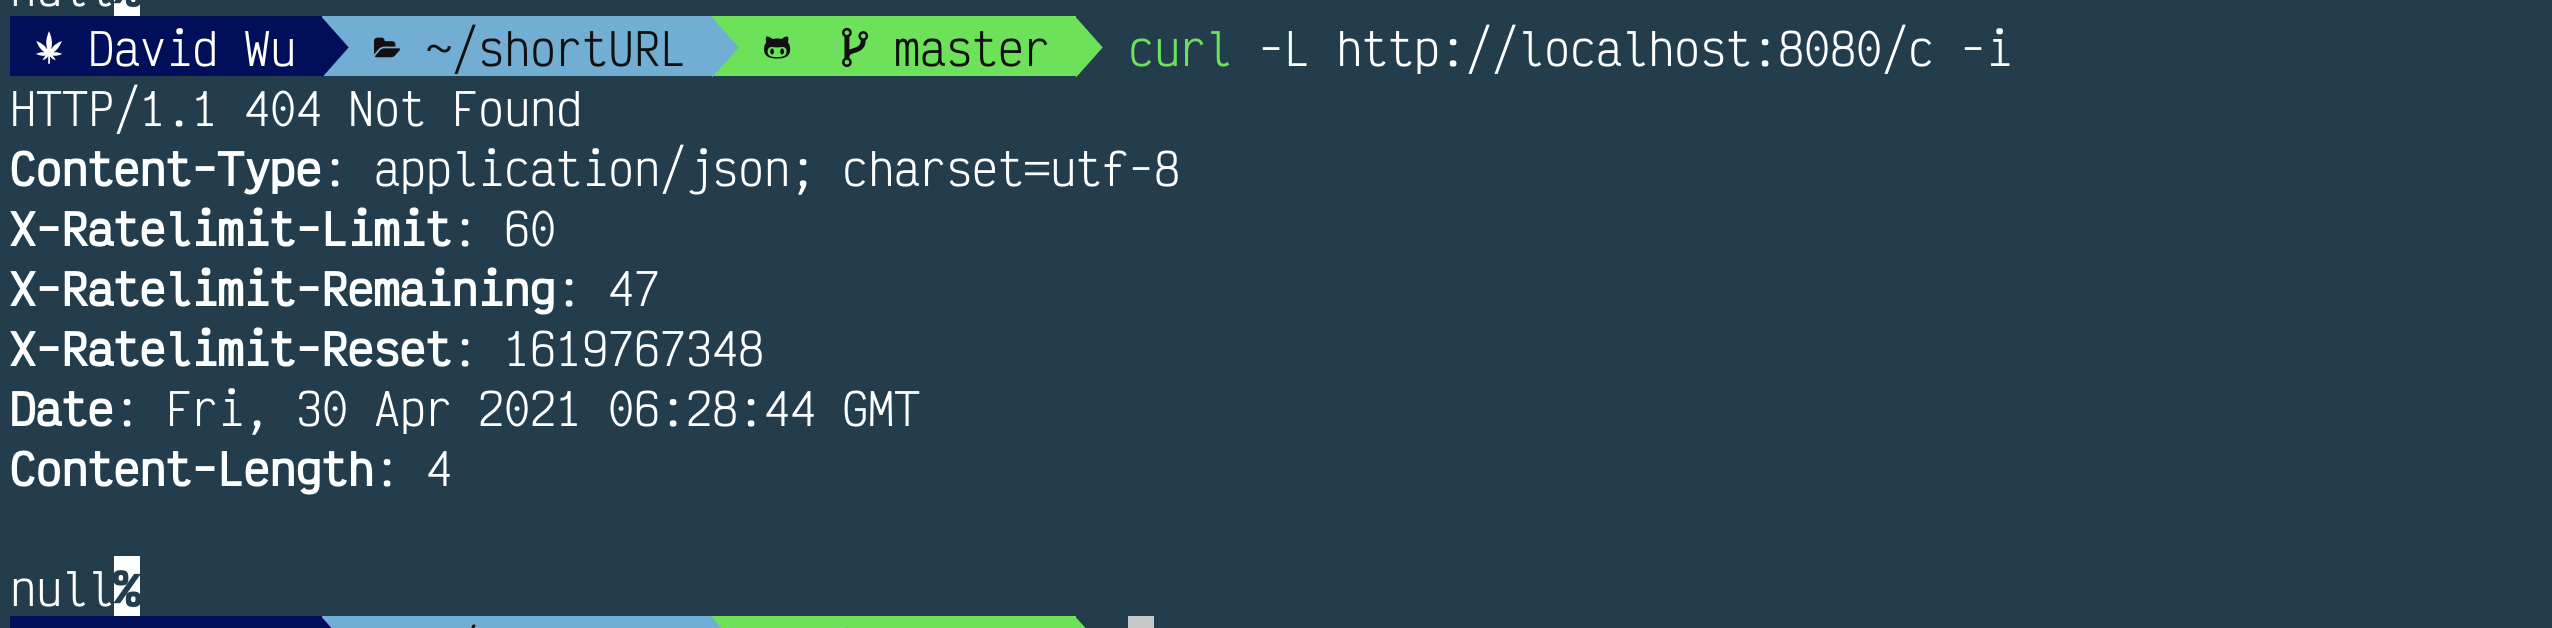 null%
David Wu ~/shortURL master curl -L http://localhost:8080/c -i
HTTP/1.1 404 Not Found
Content-Type: application/json; charset=utf-8
X-Ratelimit-Limit: 60
X-Ratelimit-Remaining: 47
X-Ratelimit-Reset: 1619767348
Date: Fri, 30 Apr 2021 06:28:44 GMT
Content-Length: 4
null%